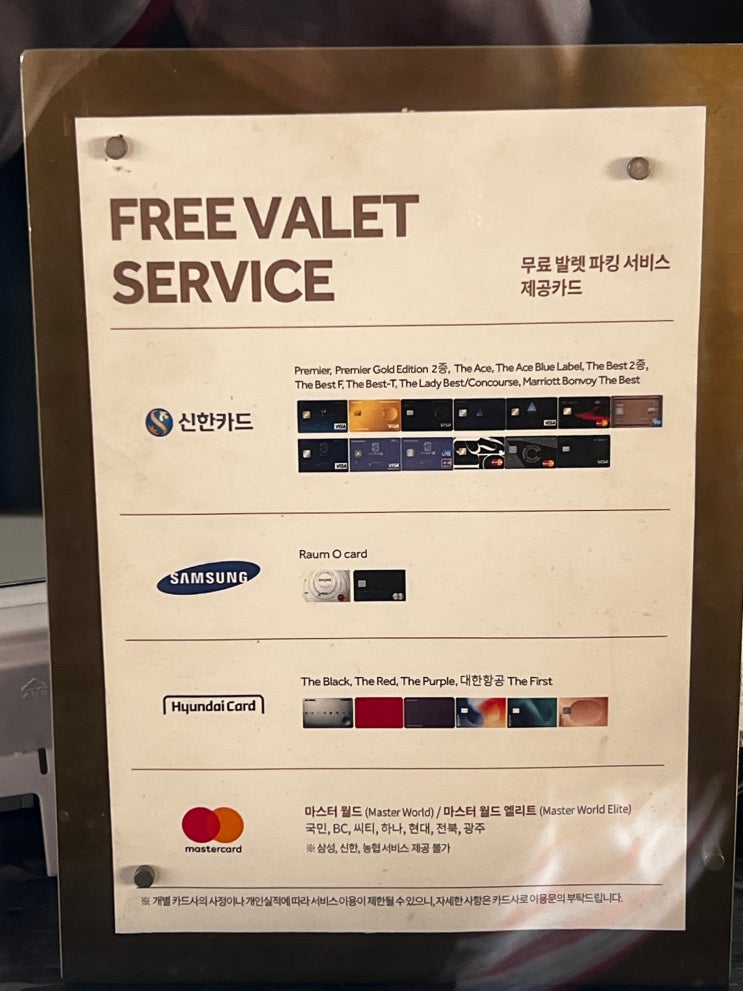 FREE VALET
SERVICE
무료 발렛 파킹 서비스
제공카드
Premier, Premier Gold Edition 2종, The Ace, The Ace Blue Label, The Best 2종,
The Best F, The Best-T, The Lady Best/Concourse, Marriott Bonvoy The Best
신한카드
VISA
VISA
VISA
VISA
VISA
VISA
VISA
VISA
SAMSUNG
Raum O card
The Black, The Red, The Purple, 대한항공 The First
Hyundai Card
마스터 월드 (Master World) / 마스터 월드 엘리트 (Master World Elite)
국민, BC, 씨티, 하나, 현대, 전북, 광주
mastercard
※ 삼성, 신한, 농협 서비스 제공 불가
※ 개별 카드사의 사정이나 개인실적에 따라 서비스 이용이 제한될 수 있으니, 자세한 사항은 카드사로 이용문의 부탁드립니다.